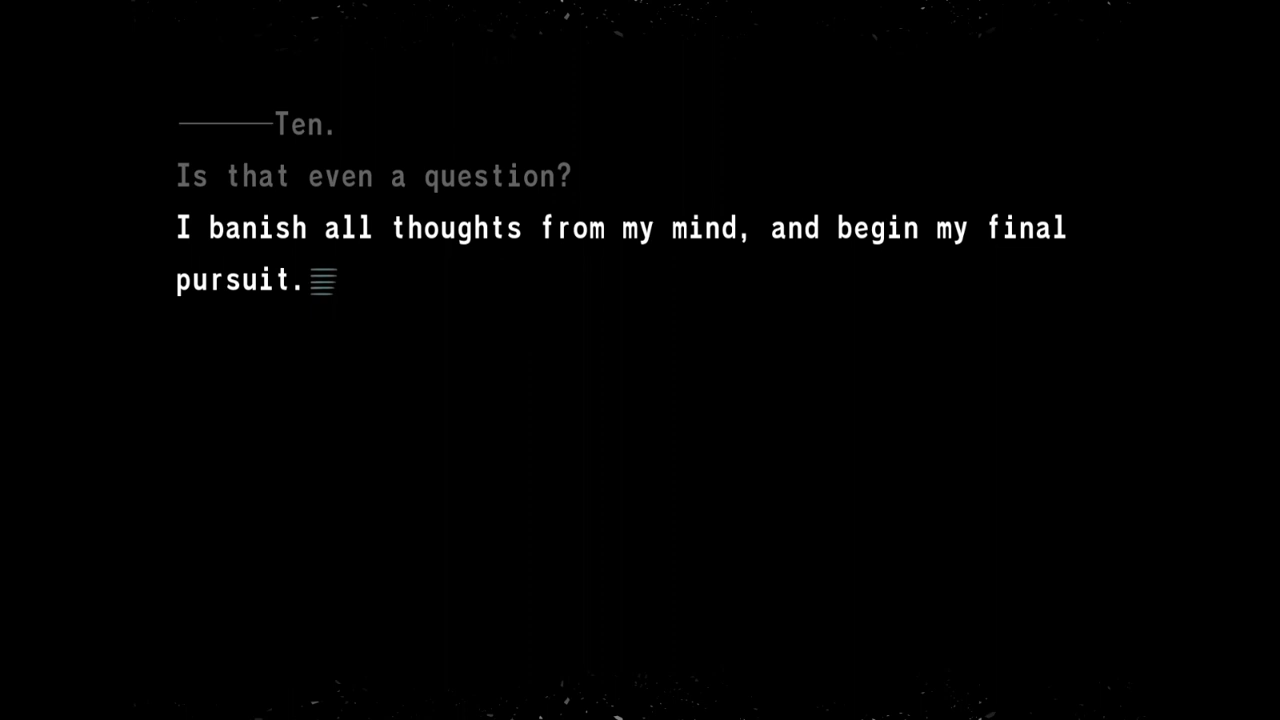 ———Ten.
Is that even a question?
I banish all thoughts from my mind, and begin my final
pursuit.